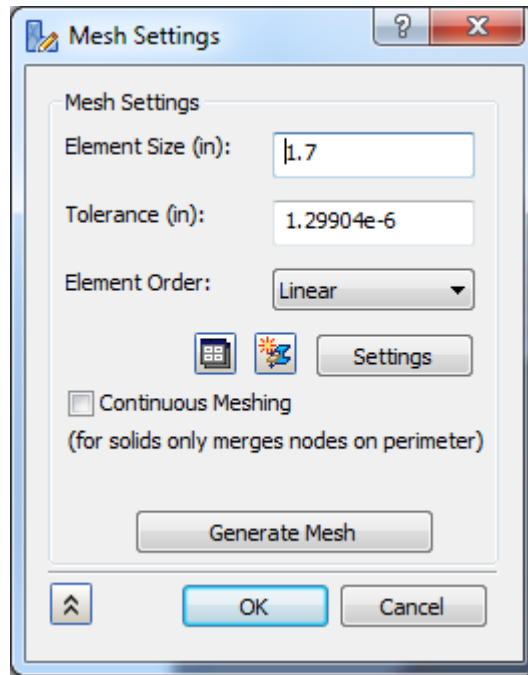 Mesh Settings
?
X
Mesh Settings
Element Size (in):
1.7
Tolerance (in):
1.29904e-6
Element Order:
Linear
Settings
Continuous Meshing
(for solids only merges nodes on perimeter)
Generate Mesh
OK
Cancel